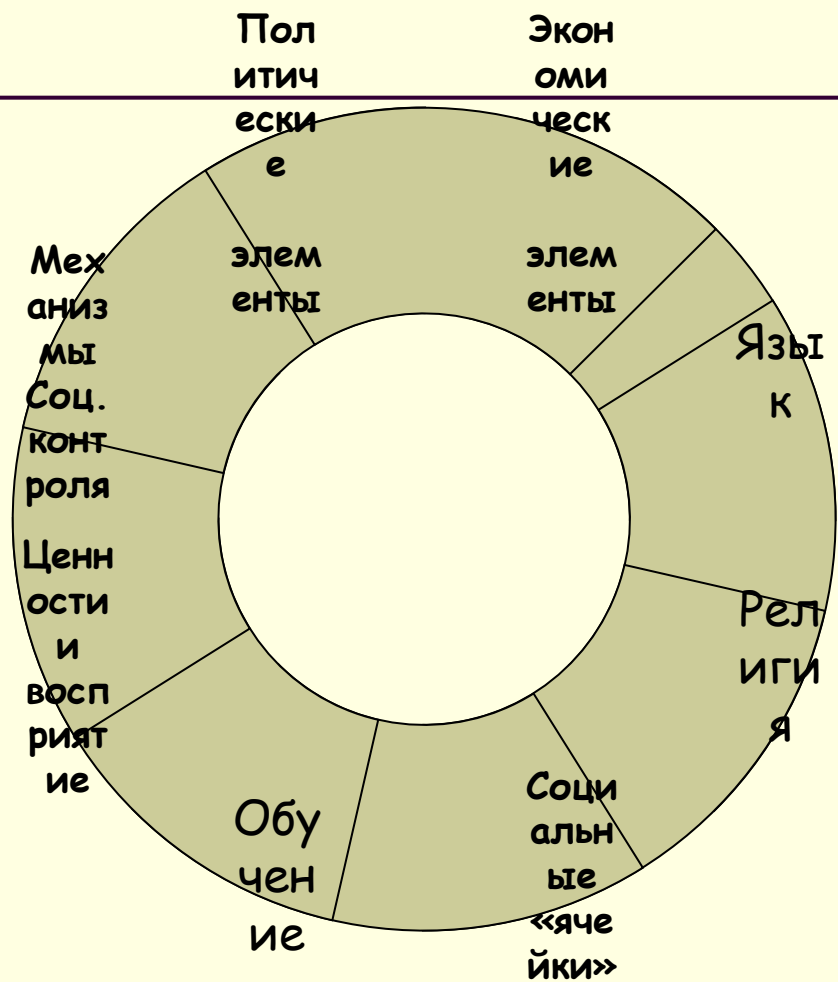 Пол
итич
ески
е
элем
енты
Экон
оми
ческ
ие
элем
енты
Язы
к
Рел
иги
я
Соци
альн
ые
«яче
йки»
Обу
чен
ие
Ценн
ости
и
восп
рият
ие
Мех
аниз
мы
Соц.
конт
роля